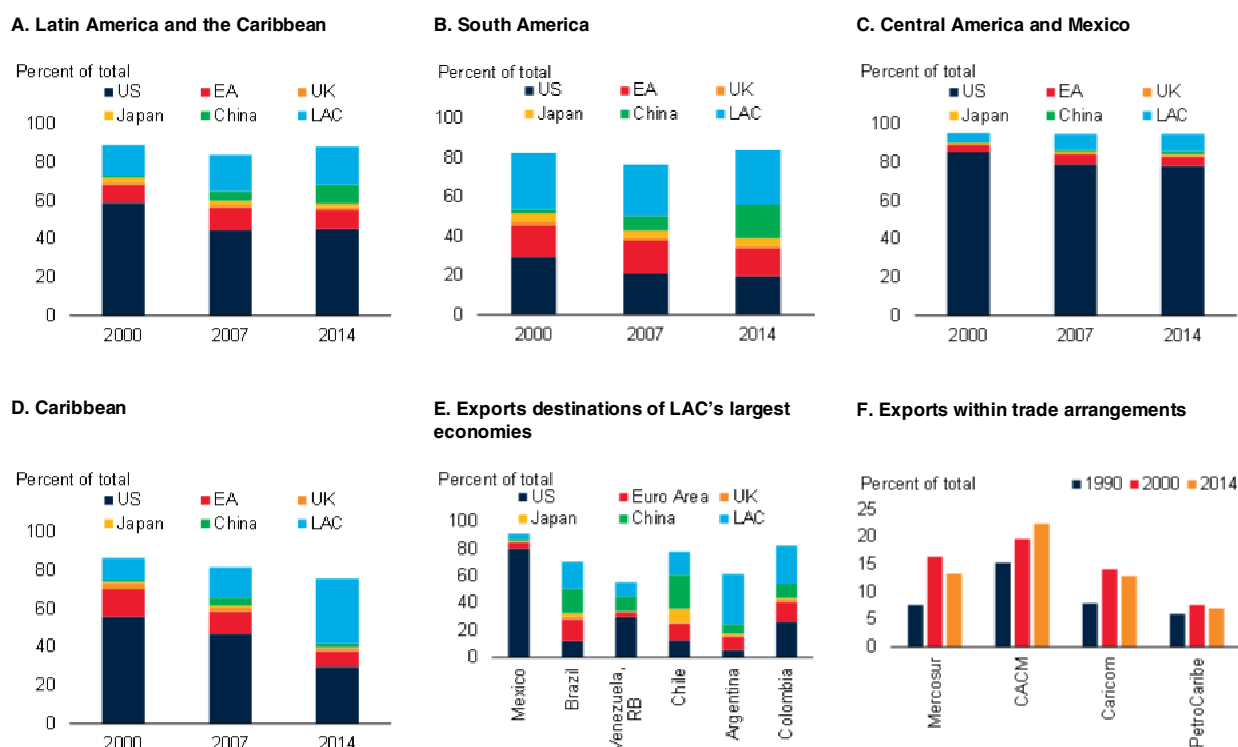 A. Latin America and the Caribbean
Percent of total
US EA UK
Japan China LAC
100
80
60
40
20
0
2000 2007 2014
B. South America
Percent of total
US EA UK
Japan China LAC
100
80
60
40
20
0
2000 2007 2014
C. Central America and Mexico
Percent of total
US EA UK
Japan China LAC
100
80
60
40
20
0
2000 2007 2014
D. Caribbean
Percent of total
US EA UK
Japan China LAC
100
80
60
40
20
0
2000 2007 2014
E. Exports destinations of LAC's largest
economies
Percent of total
US Euro Area UK
Japan China LAC
100
80
60
40
20
0
Mexico
Brazil
Venezuela,
RB
Chile
Argentina
Colombia
F. Exports within trade arrangements
Percent of total
1990 2000 2014
25
20
15
10
5
0
Mercosur
CACM
Caricom
PetroCaribe